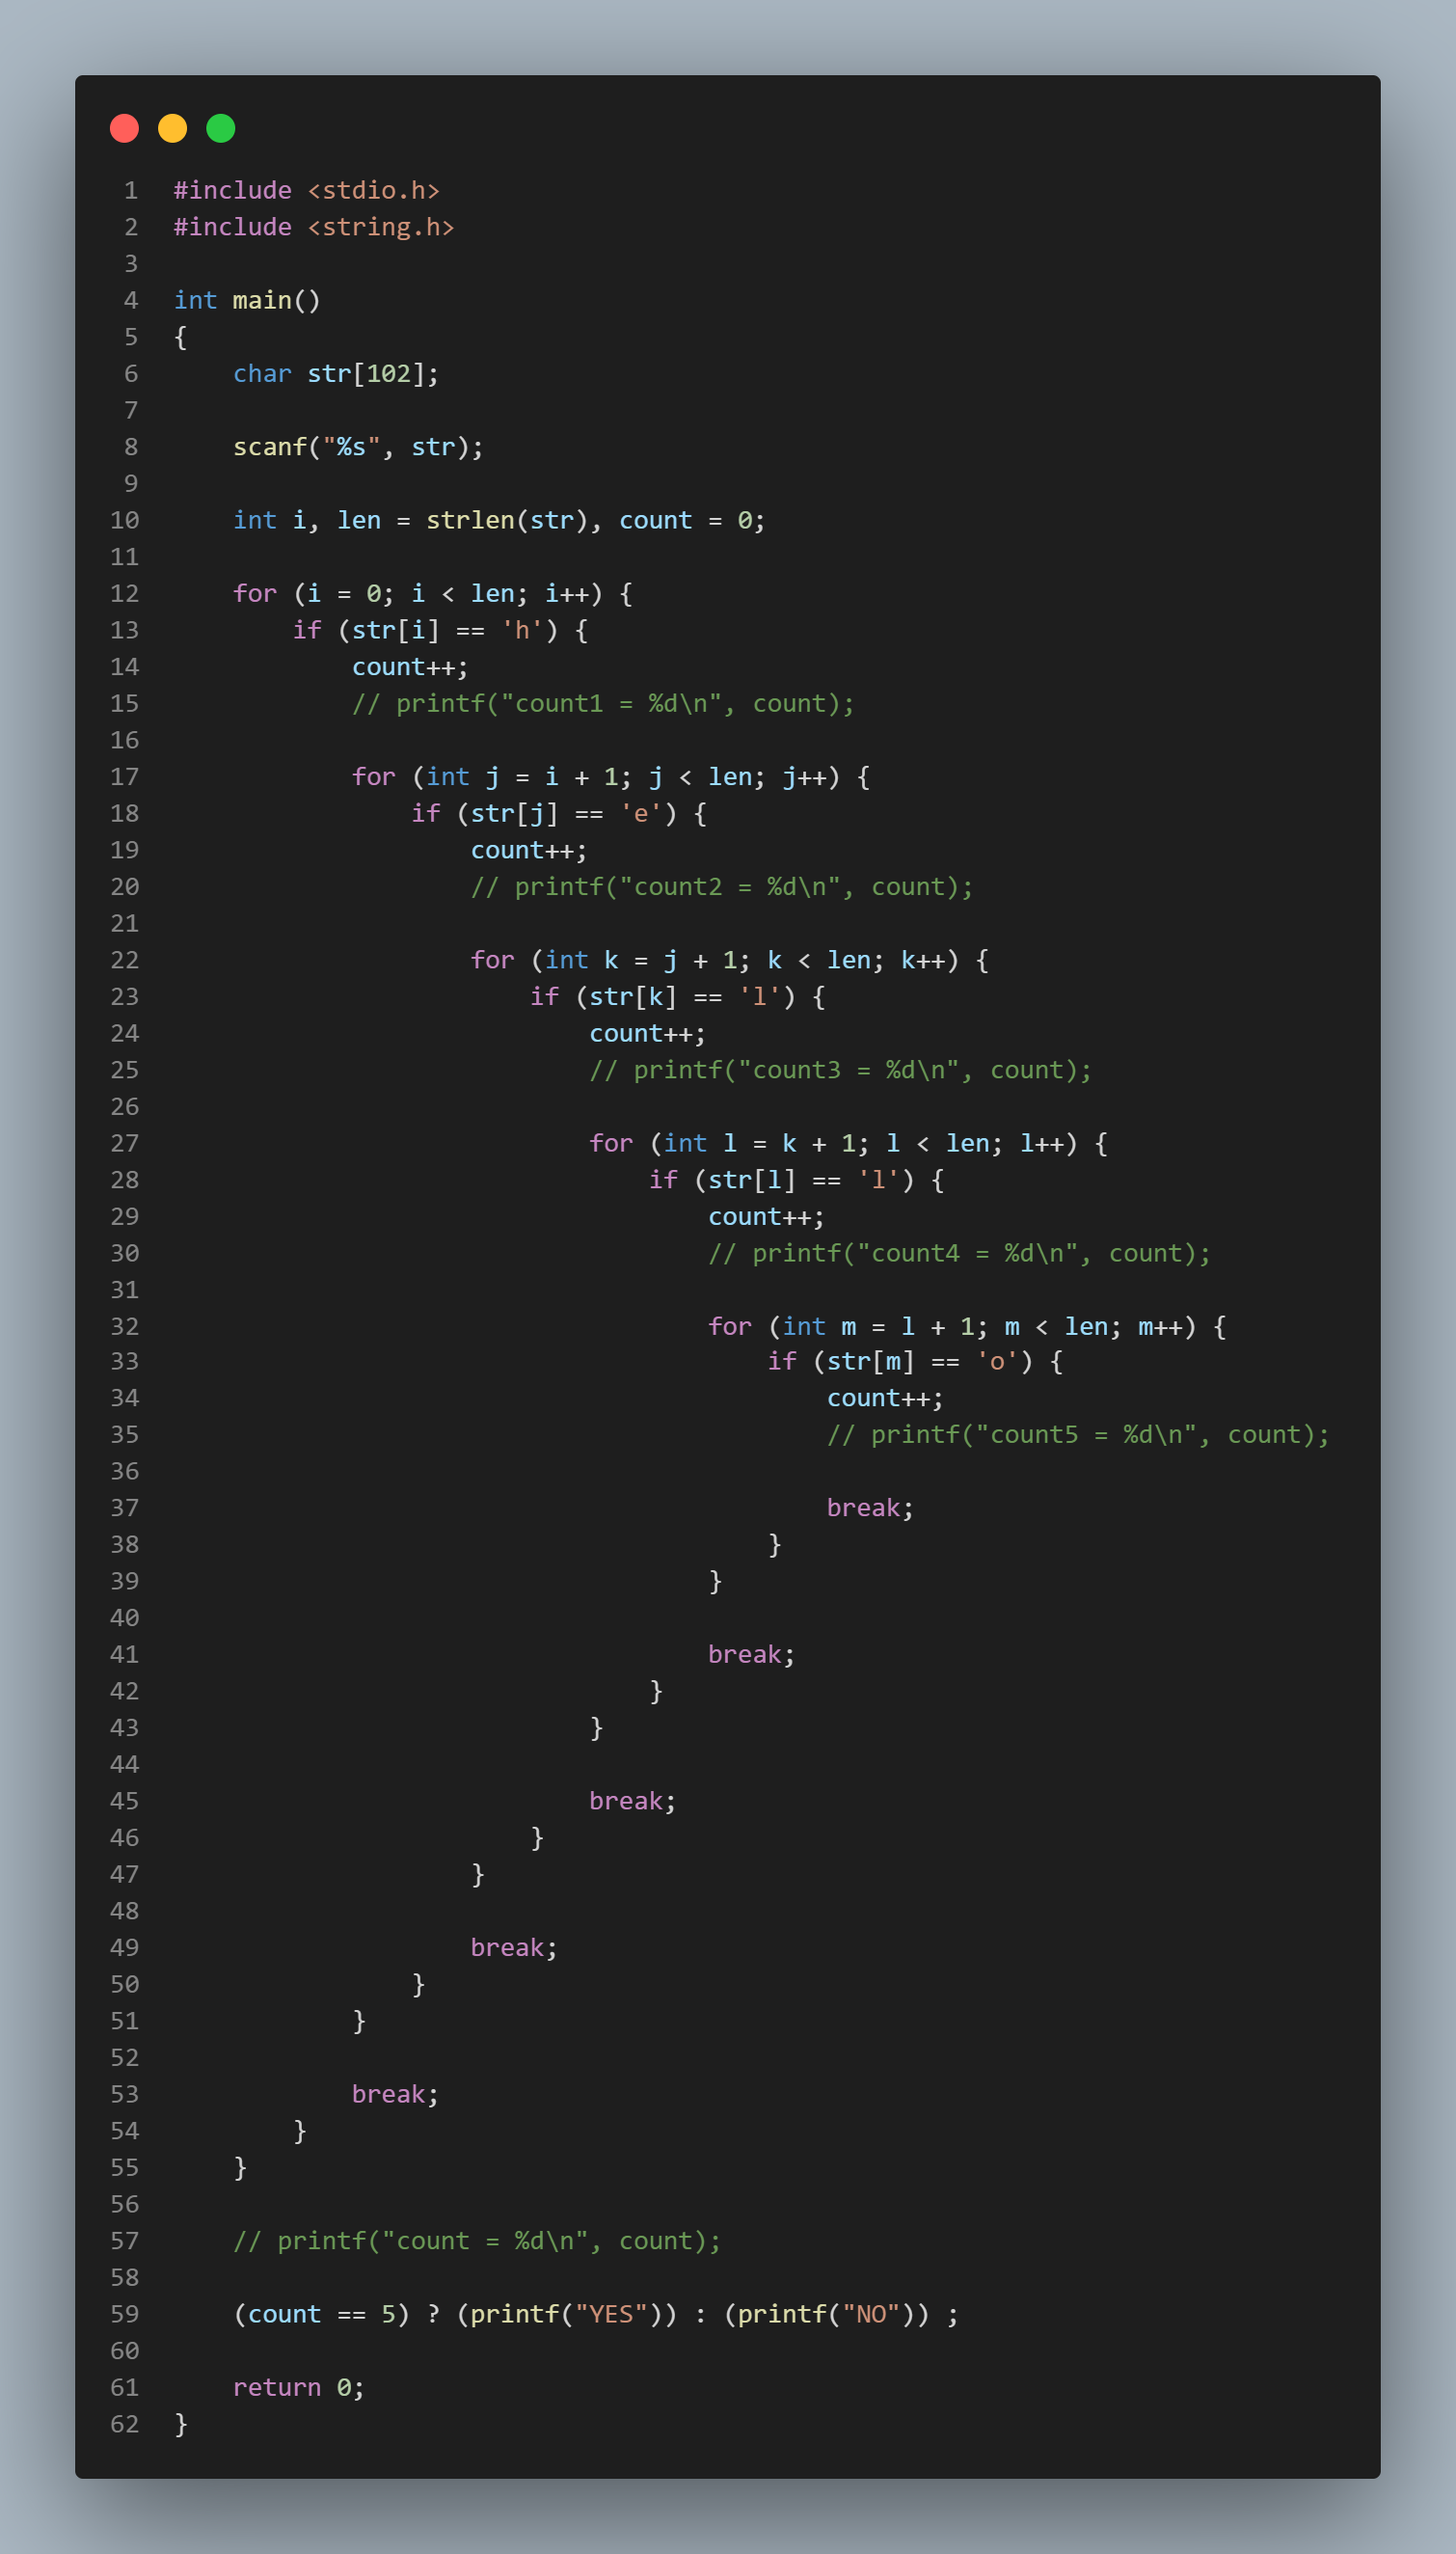 1 #include <stdio.h>
2 #include <string.h>
3
4 int main()
5 {
6     char str[102];
7
8     scanf("%s", str);
9
10     int i, len = strlen(str), count = 0;
11
12     for (i = 0; i < len; i++) {
13         if (str[i] == 'h') {
14             count++;
15             // printf("count1 = %d\n", count);
16
17             for (int j = i + 1; j < len; j++) {
18                 if (str[j] == 'e') {
19                     count++;
20                     // printf("count2 = %d\n", count);
21
22                     for (int k = j + 1; k < len; k++) {
23                         if (str[k] == 'l') {
24                             count++;
25                             // printf("count3 = %d\n", count);
26
27                             for (int l = k + 1; l < len; l++) {
28                                 if (str[l] == 'l') {
29                                     count++;
30                                     // printf("count4 = %d\n", count);
31
32                                     for (int m = l + 1; m < len; m++) {
33                                         if (str[m] == 'o') {
34                                             count++;
35                                             // printf("count5 = %d\n", count);
36
37                                             break;
38                                         }
39                                     }
40
41                                     break;
42                                 }
43                             }
44
45                             break;
46                         }
47                     }
48
49                     break;
50                 }
51             }
52
53             break;
54         }
55     }
56
57     // printf("count = %d\n", count);
58
59     (count == 5) ? (printf("YES")) : (printf("NO")) ;
60
61     return 0;
62 }